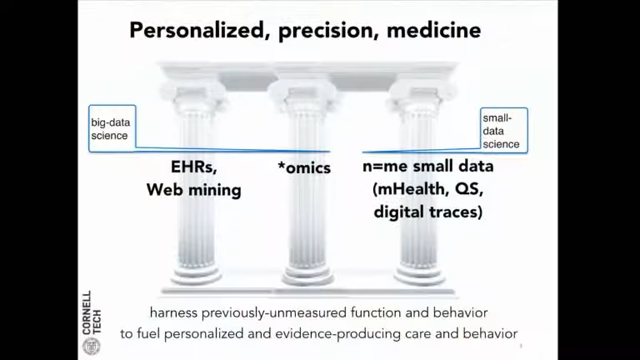 Personalized, precision, medicine
big-data
science
small-
data
science
EHRs,
Web mining
*omics
n=me small data
(mHealth, QS,
digital traces)
harness previously-unmeasured function and behavior
to fuel personalized and evidence-producing care and behavior
CORNELL
TECH